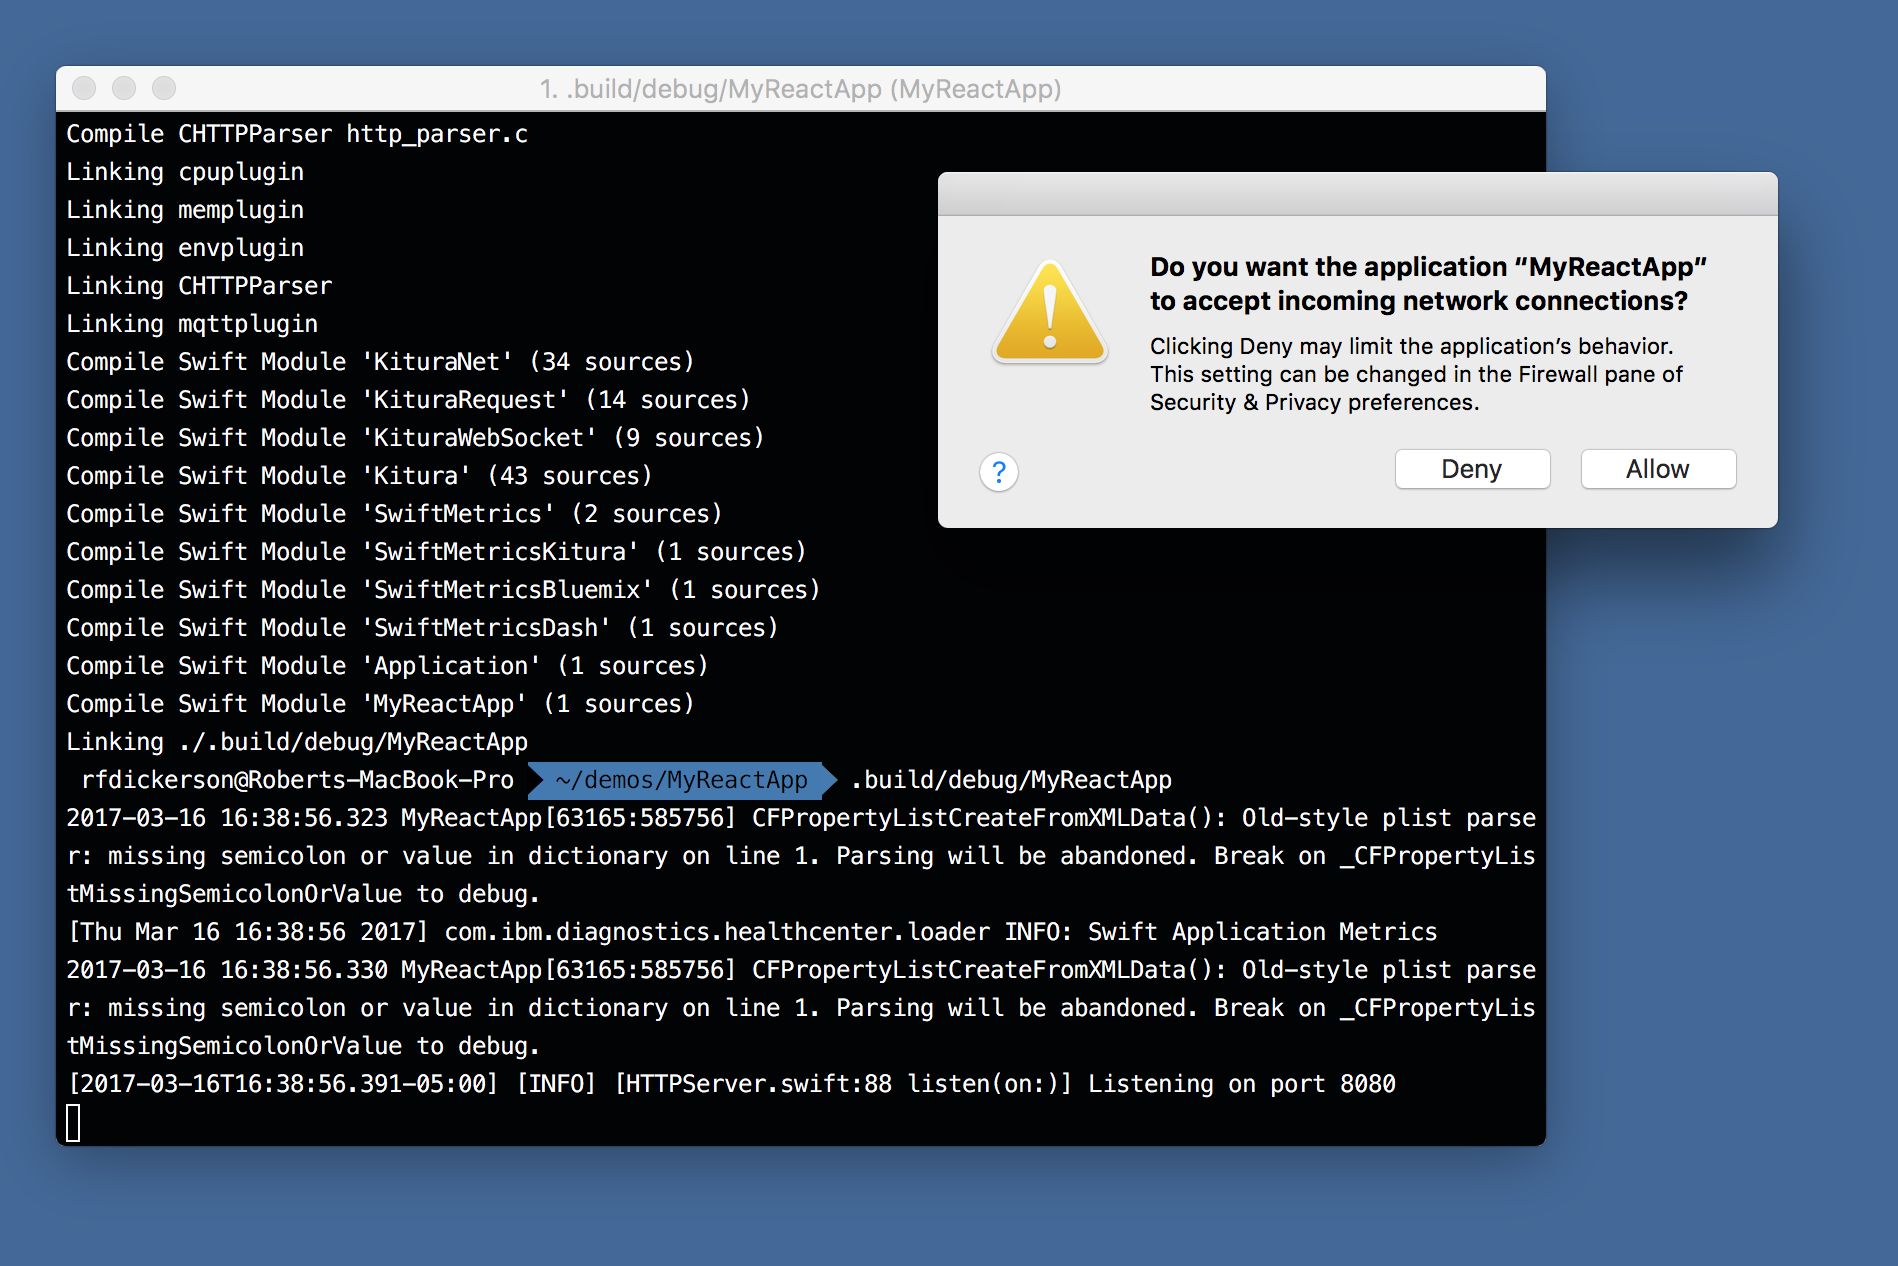 1. .build/debug/MyReactApp (MyReactApp)
Compile CHTTPParser http_parser.c
Linking cpuplugin
Linking memplugin
Linking envplugin
Linking CHTTPParser
Linking mqttplugin
Compile Swift Module 'KituraNet' (34 sources)
Compile Swift Module 'KituraRequest' (14 sources)
Compile Swift Module 'KituraWebSocket' (9 sources)
Compile Swift Module 'Kitura' (43 sources)
Compile Swift Module 'SwiftMetrics' (2 sources)
Compile Swift Module 'SwiftMetricsKitura' (1 sources)
Compile Swift Module 'SwiftMetricsBluemix' (1 sources)
Compile Swift Module 'SwiftMetricsDash' (1 sources)
Compile Swift Module 'Application' (1 sources)
Compile Swift Module 'MyReactApp' (1 sources)
Linking ./.build/debug/MyReactApp
rfdickerson@Roberts-MacBook-Pro ~/demos/MyReactApp .build/debug/MyReactApp
2017-03-16 16:38:56.323 MyReactApp[63165:585756] CFPropertyListCreateFromXMLData(): Old-style plist parse
r: missing semicolon or value in dictionary on line 1. Parsing will be abandoned. Break on _CFPropertyLis
tMissingSemicolonOrValue to debug.
[Thu Mar 16 16:38:56 2017] com.ibm.diagnostics.healthcenter.loader INFO: Swift Application Metrics
2017-03-16 16:38:56.330 MyReactApp[63165:585756] CFPropertyListCreateFromXMLData(): Old-style plist parse
r: missing semicolon or value in dictionary on line 1. Parsing will be abandoned. Break on _CFPropertyLis
tMissingSemicolonOrValue to debug.
[2017-03-16T16:38:56.391-05:00] [INFO] [HTTPServer.swift:88 listen(on:)] Listening on port 8080
Do you want the application “MyReactApp”
to accept incoming network connections?
Clicking Deny may limit the application’s behavior.
This setting can be changed in the Firewall pane of
Security & Privacy preferences.
?
Deny
Allow